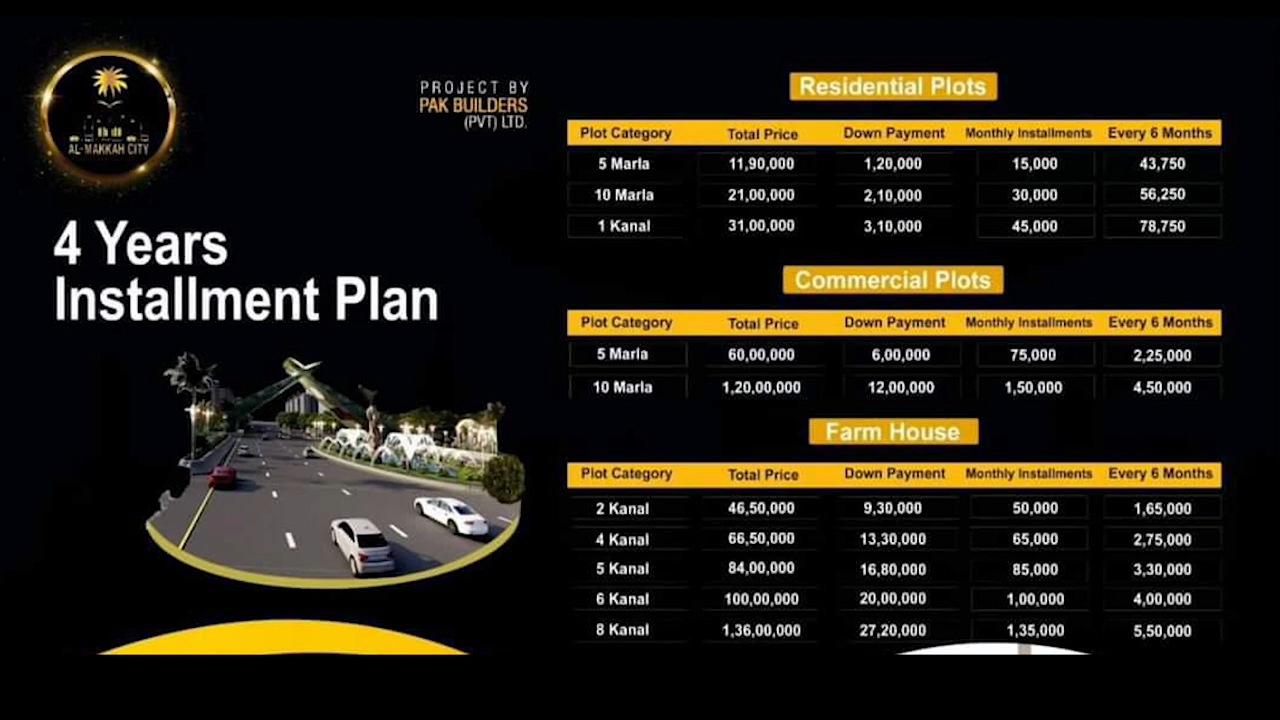 AL-MAKKAH CITY
PROJECT BY
PAK BUILDERS
(PVT) LTD.
4 Years
Installment Plan
Residential Plots
Plot Category Total Price Down Payment Monthly Installments Every 6 Months
5 Marla 11,90,000 1,20,000 15,000 43,750
10 Marla 21,00,000 2,10,000 30,000 56,250
1 Kanal 31,00,000 3,10,000 45,000 78,750
Commercial Plots
Plot Category Total Price Down Payment Monthly Installments Every 6 Months
5 Marla 60,00,000 6,00,000 75,000 2,25,000
10 Marla 1,20,00,000 12,00,000 1,50,000 4,50,000
Farm House
Plot Category Total Price Down Payment Monthly Installments Every 6 Months
2 Kanal 46,50,000 9,30,000 50,000 1,65,000
4 Kanal 66,50,000 13,30,000 65,000 2,75,000
5 Kanal 84,00,000 16,80,000 85,000 3,30,000
6 Kanal 100,00,000 20,00,000 1,00,000 4,00,000
8 Kanal 1,36,00,000 27,20,000 1,35,000 5,50,000